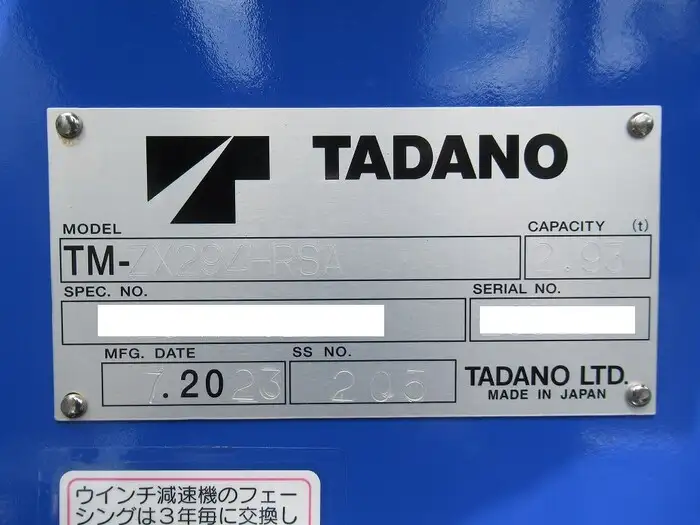 TADANO
MODEL
CAPACITY (t)
TM-ZX294HRSA
2.93
SPEC. NO.
SERIAL NO.
MFG. DATE
SS NO.
7.2023
205
TADANO LTD.
MADE IN JAPAN
ウインチ減速機のフェー
シングは3年毎に交換し